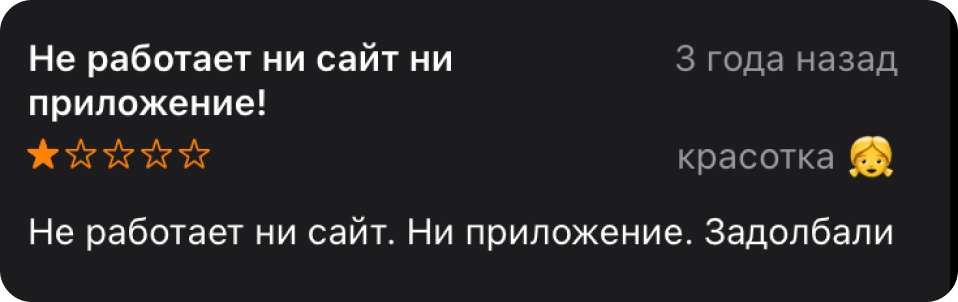 Не работает ни сайт ни
3 года назад
приложение!
красотка 👧
Не работает ни сайт. Ни приложение. Задолбали